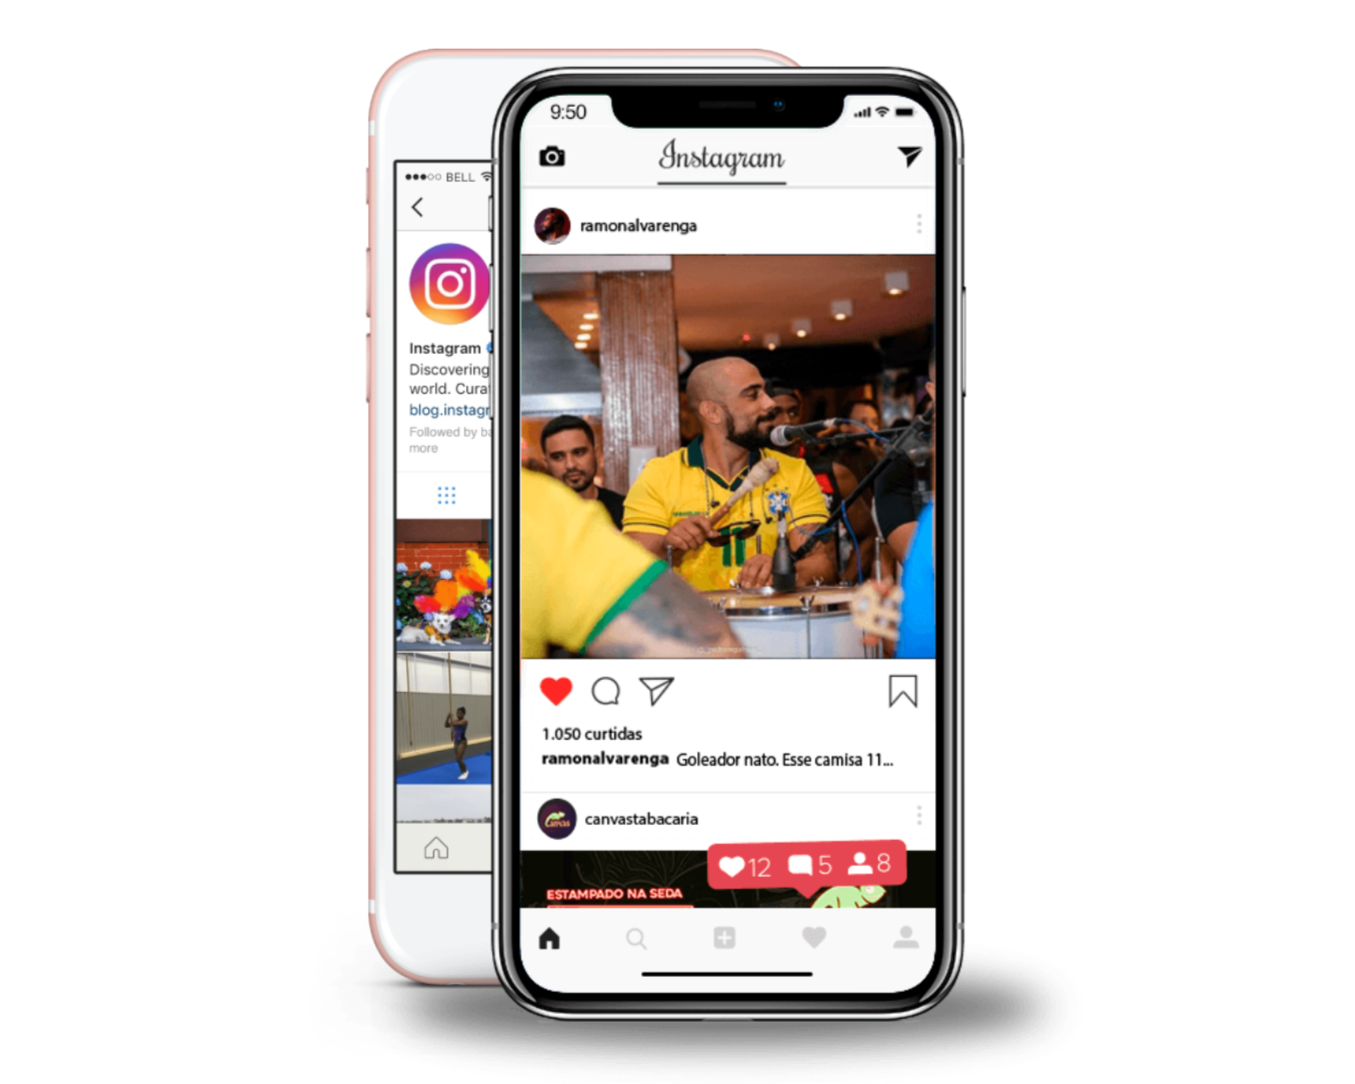 ●●●○○ BELL
Instagram
Discovering
world.
blog.instagr
Followed by
more
9:50
Instagram
ramonalvarenga
11
1.050 curtidas
ramonalvarenga Goleador nato. Esse camisa 11...
canvastabacaria
12 5 8
ESTAMPADO NA SEDA